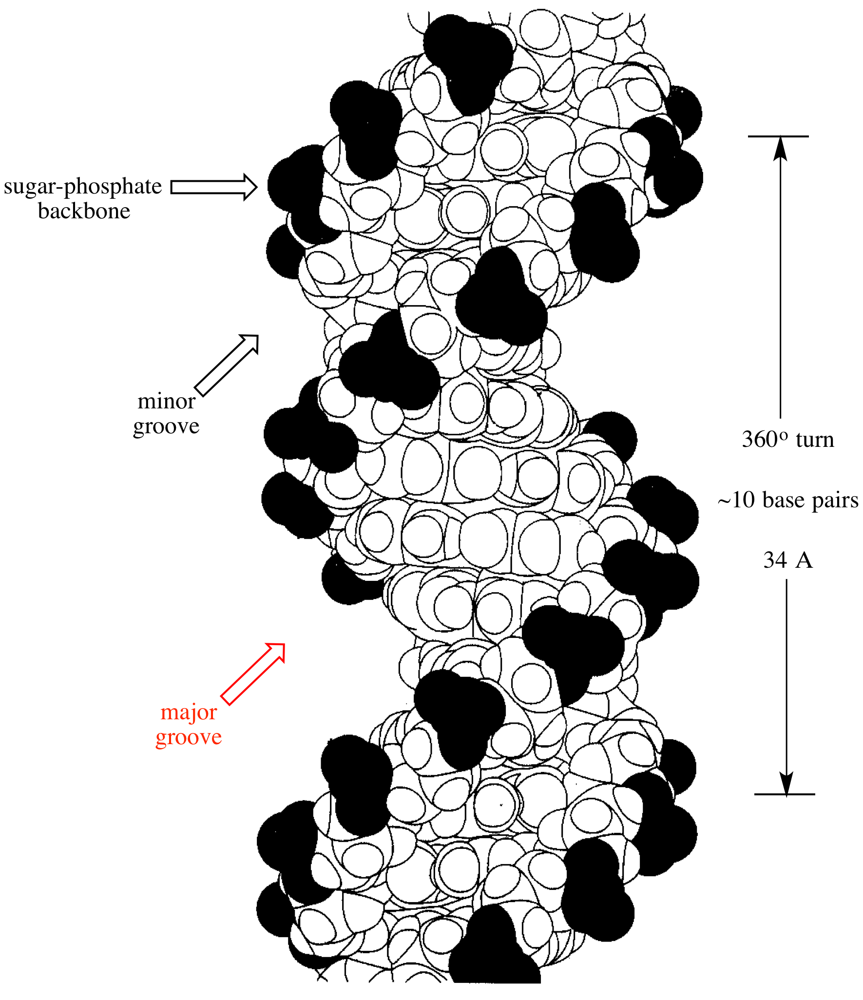 sugar-phosphate
backbone
minor
groove
360º turn
~10 base pairs
34 A
major
groove